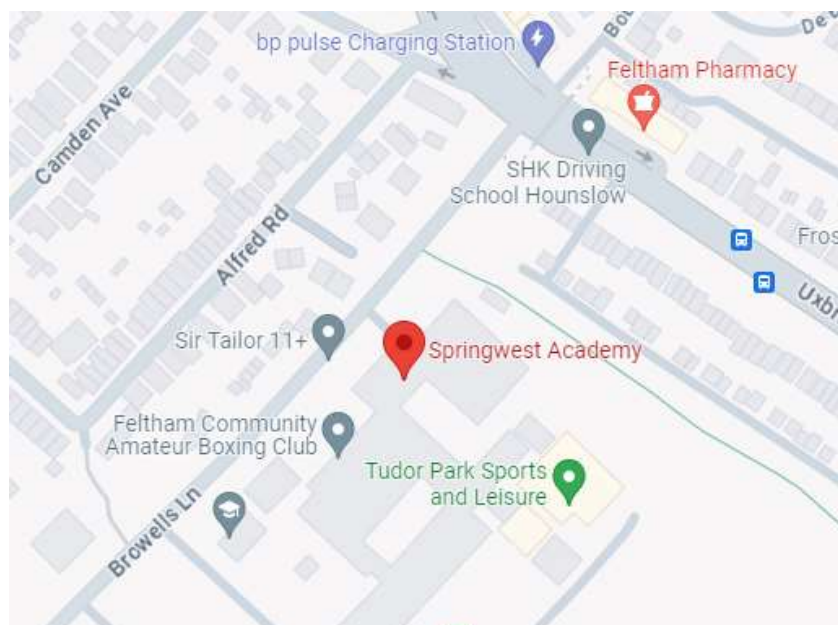 bp pulse Charging Station
Feltham Pharmacy
Camden Ave
SHK Driving
School Hounslow
Alfred Rd
Sir Tailor 11+
Springwest Academy
Feltham Community
Amateur Boxing Club
Tudor Park Sports
and Leisure
Browells Ln